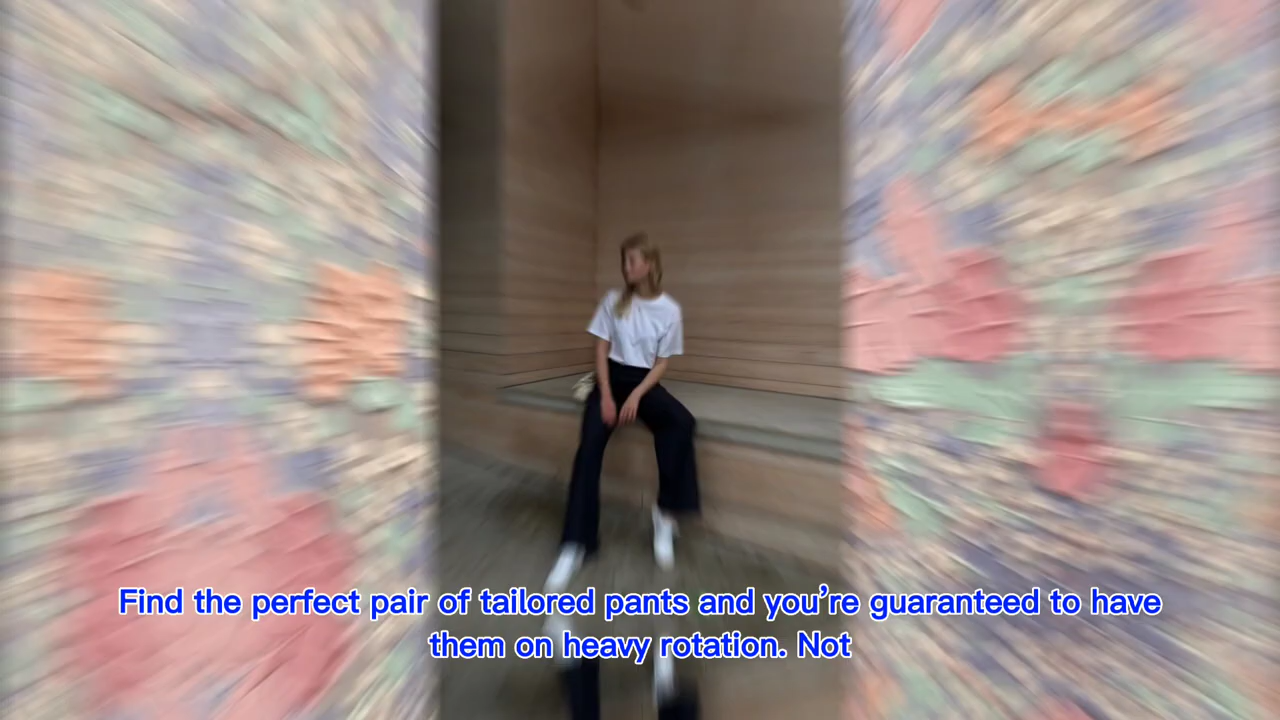 Find the perfect pair of tailored pants and you’re guaranteed to have
them on heavy rotation. Not